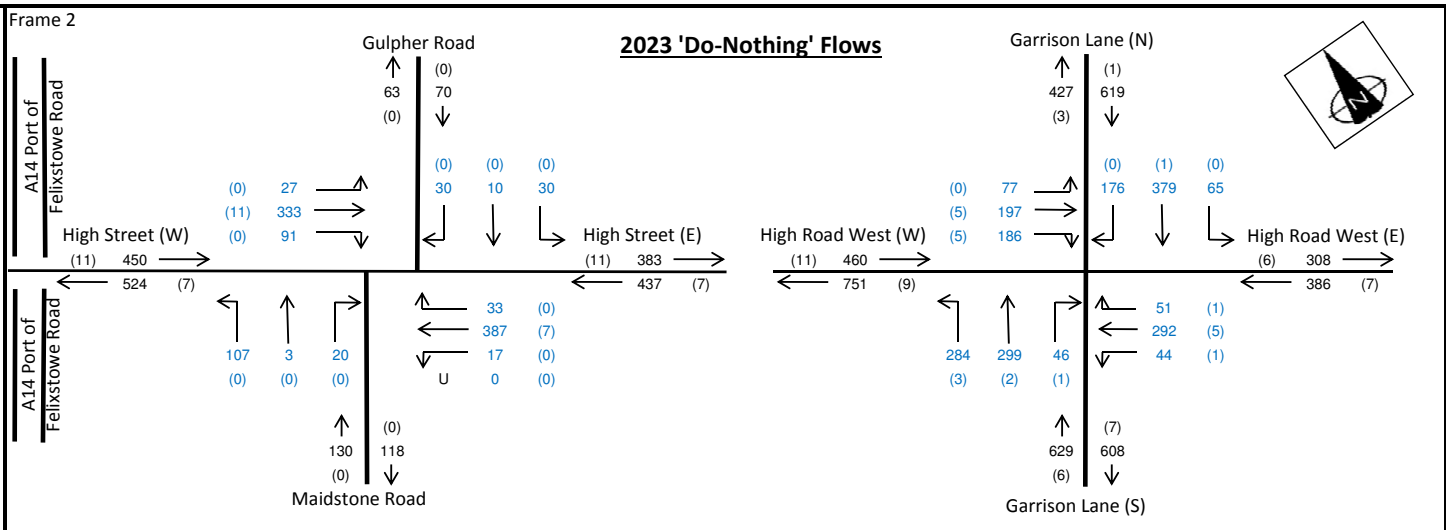 Frame 2
2023 'Do-Nothing' Flows
A14 Port of
Felixstowe Road
Gulpher Road
(0)
63 70
(0)
(0) (0) (0)
(0) 27 30 10 30
(11) 333
(0) 91
High Street (W) High Street (E)
(11) 450 (11) 383
524 (7) 437 (7)
33 (0)
387 (7)
107 3 20 17 (0)
(0) (0) (0) U 0 (0)
(0)
130 118
(0)
Maidstone Road
A14 Port of
Felixstowe Road
Garrison Lane (N)
(1)
427 619
(3)
(0) (1) (0)
(0) 77 176 379 65
(5) 197
(5) 186
High Road West (W) High Road West (E)
(11) 460 (6) 308
751 (9) 386 (7)
51 (1)
292 (5)
284 299 46 44 (1)
(3) (2) (1)
(7)
629 608
(6)
Garrison Lane (S)
N